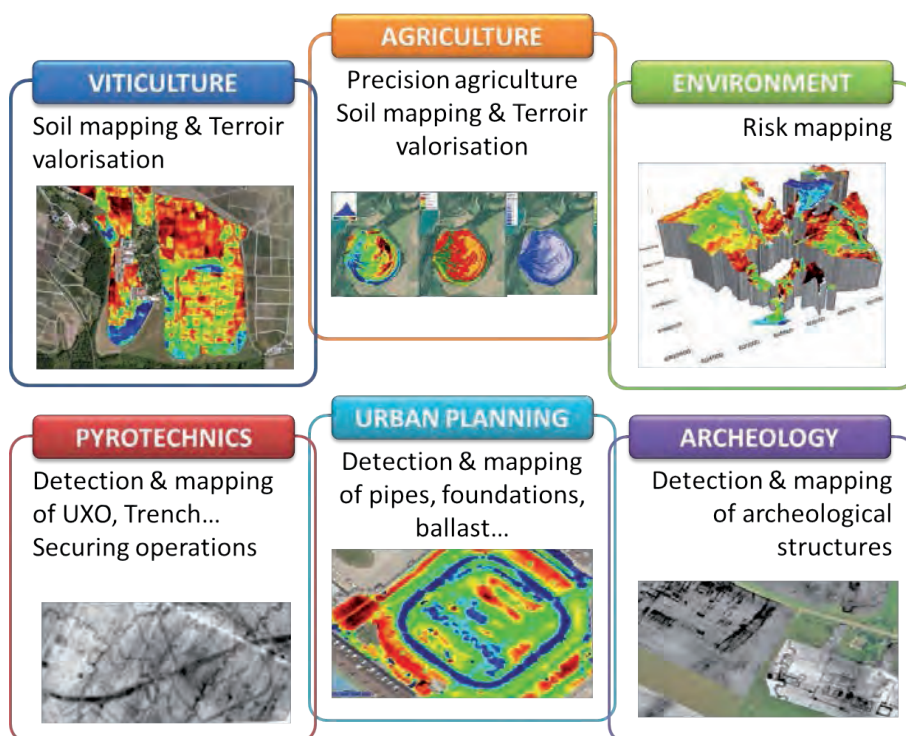 VITICULTURE
Soil mapping & Terroir
valorisation
AGRICULTURE
Precision agriculture
Soil mapping & Terroir
valorisation
ENVIRONMENT
Risk mapping
PYROTECHNICS
Detection & mapping
of UXO, Trench...
Securing operations
URBAN PLANNING
Detection & mapping
of pipes, foundations,
ballast...
ARCHEOLOGY
Detection & mapping
of archeological
structures